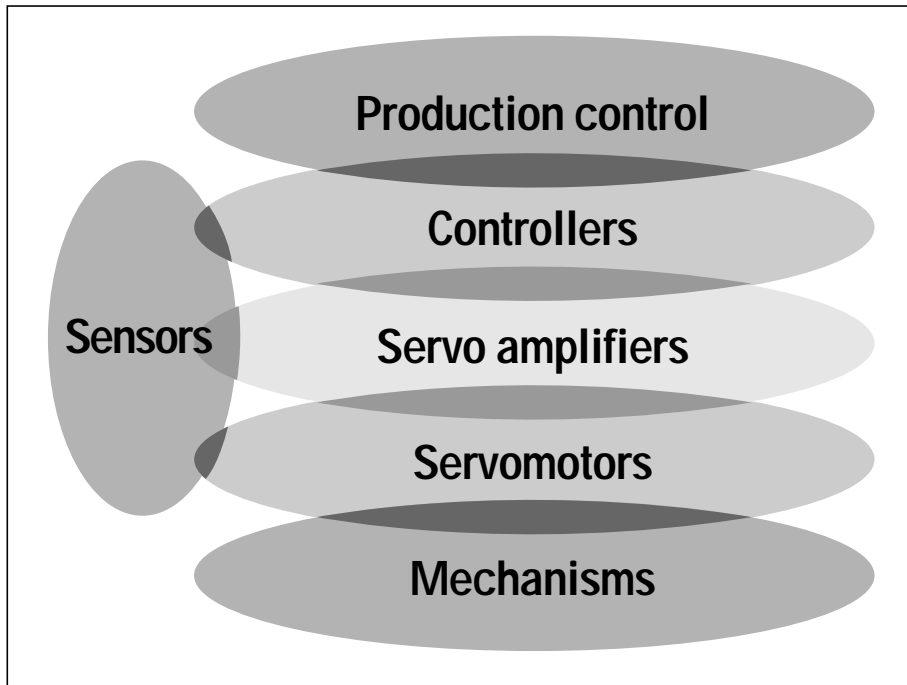 Production control
Controllers
Sensors
Servo amplifiers
Servomotors
Mechanisms